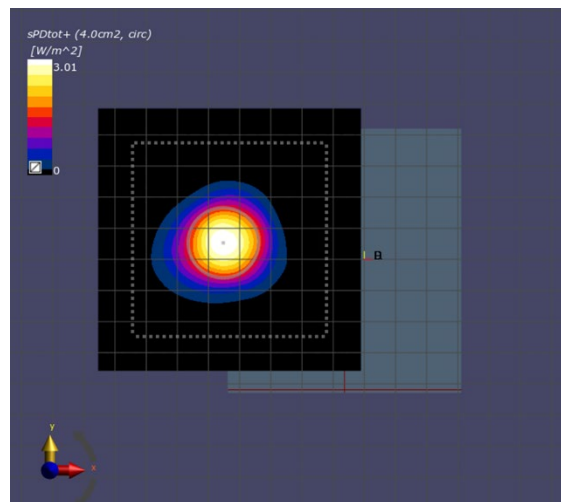 sPDtot+ (4.0cm2, circ)
[W/m^2]
3.01
0
y
x